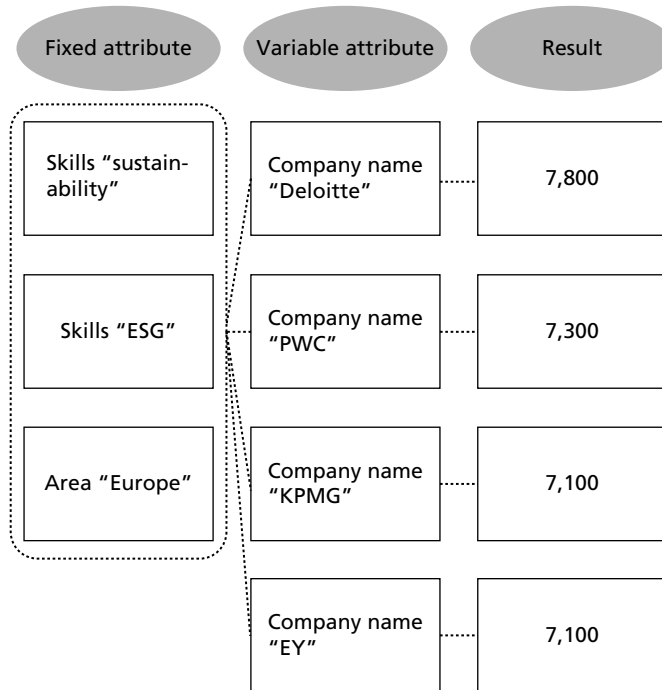 Fixed attribute
Variable attribute
Result
Skills “sustain-
ability”
Company name
“Deloitte”
7,800
Skills “ESG”
Company name
“PWC”
7,300
Area “Europe”
Company name
“KPMG”
7,100
Company name
“EY”
7,100